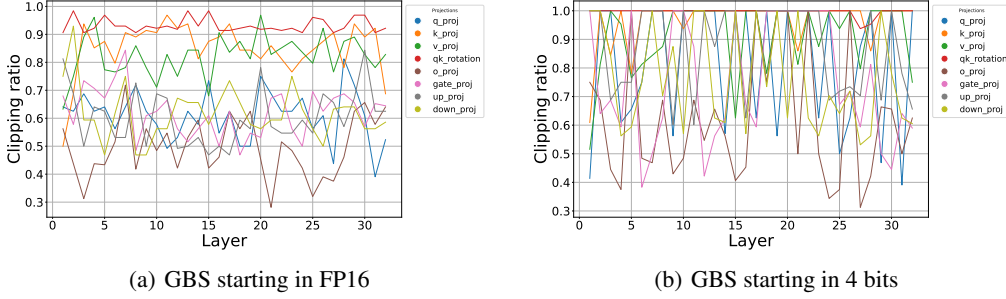 Clipping ratio
1.0
0.9
0.8
0.7
0.6
0.5
0.4
0.3
0
5
10
15
20
25
30
Layer
Projections
q_proj
k_proj
v_proj
qk_rotation
o_proj
gate_proj
up_proj
down_proj
(a) GBS starting in FP16
Clipping ratio
1.0
0.9
0.8
0.7
0.6
0.5
0.4
0.3
0
5
10
15
20
25
30
Layer
Projections
q_proj
k_proj
v_proj
qk_rotation
o_proj
gate_proj
up_proj
down_proj
(b) GBS starting in 4 bits